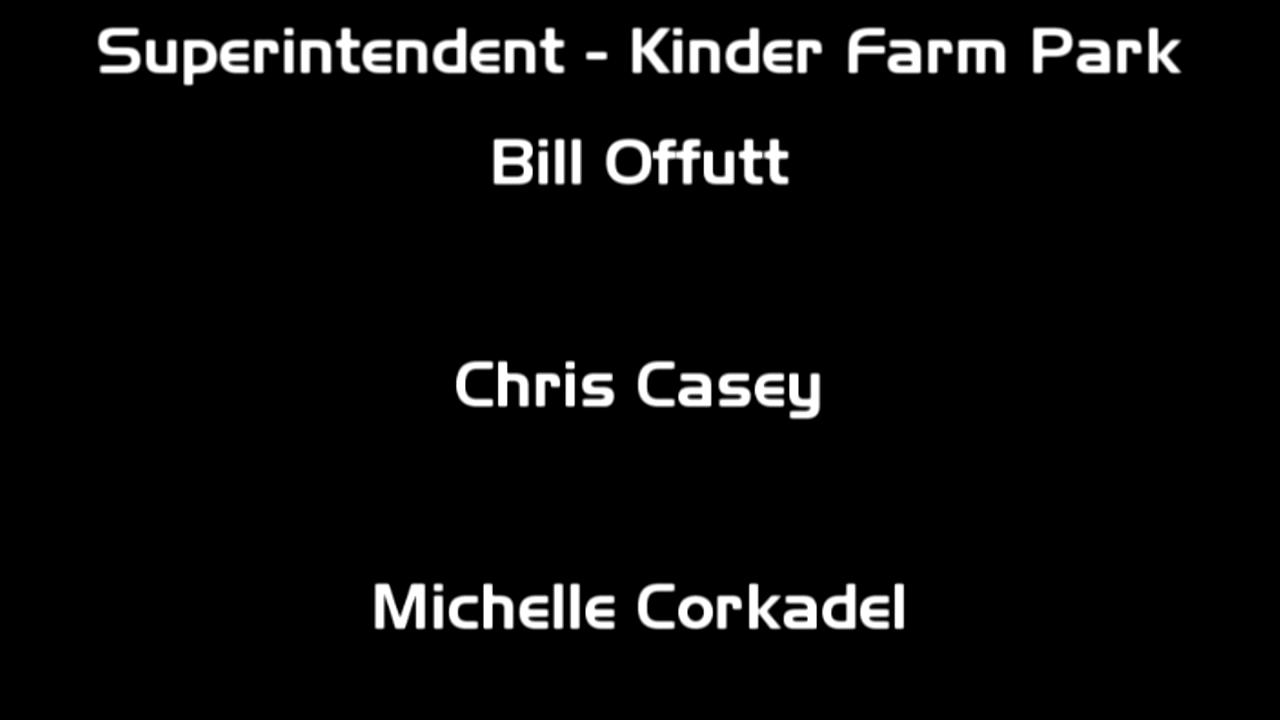 Superintendent - Kinder Farm Park
Bill Offutt
Chris Casey
Michelle Corkadel